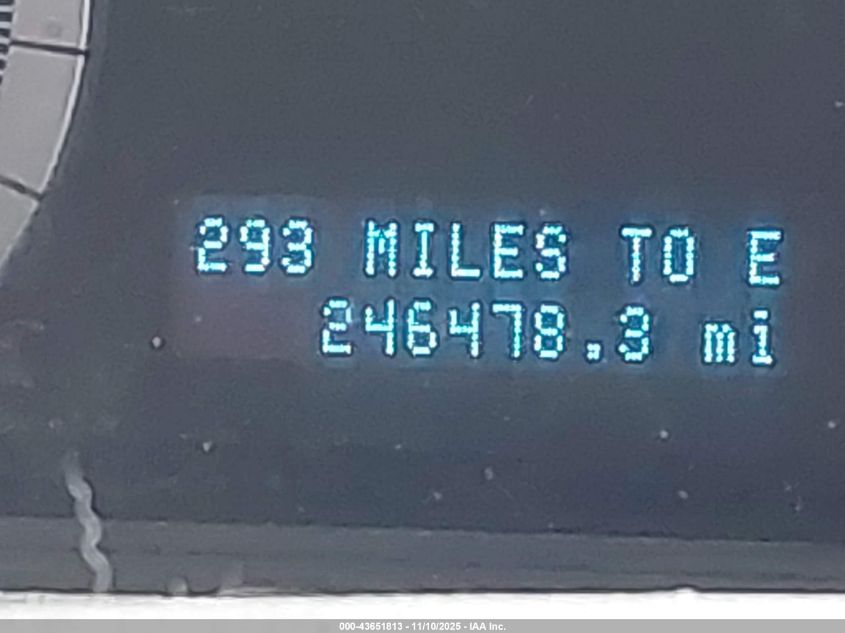 293 MILES TO E
246478.3 mi
000-43651813 - 11/10/2025 - IAA Inc.